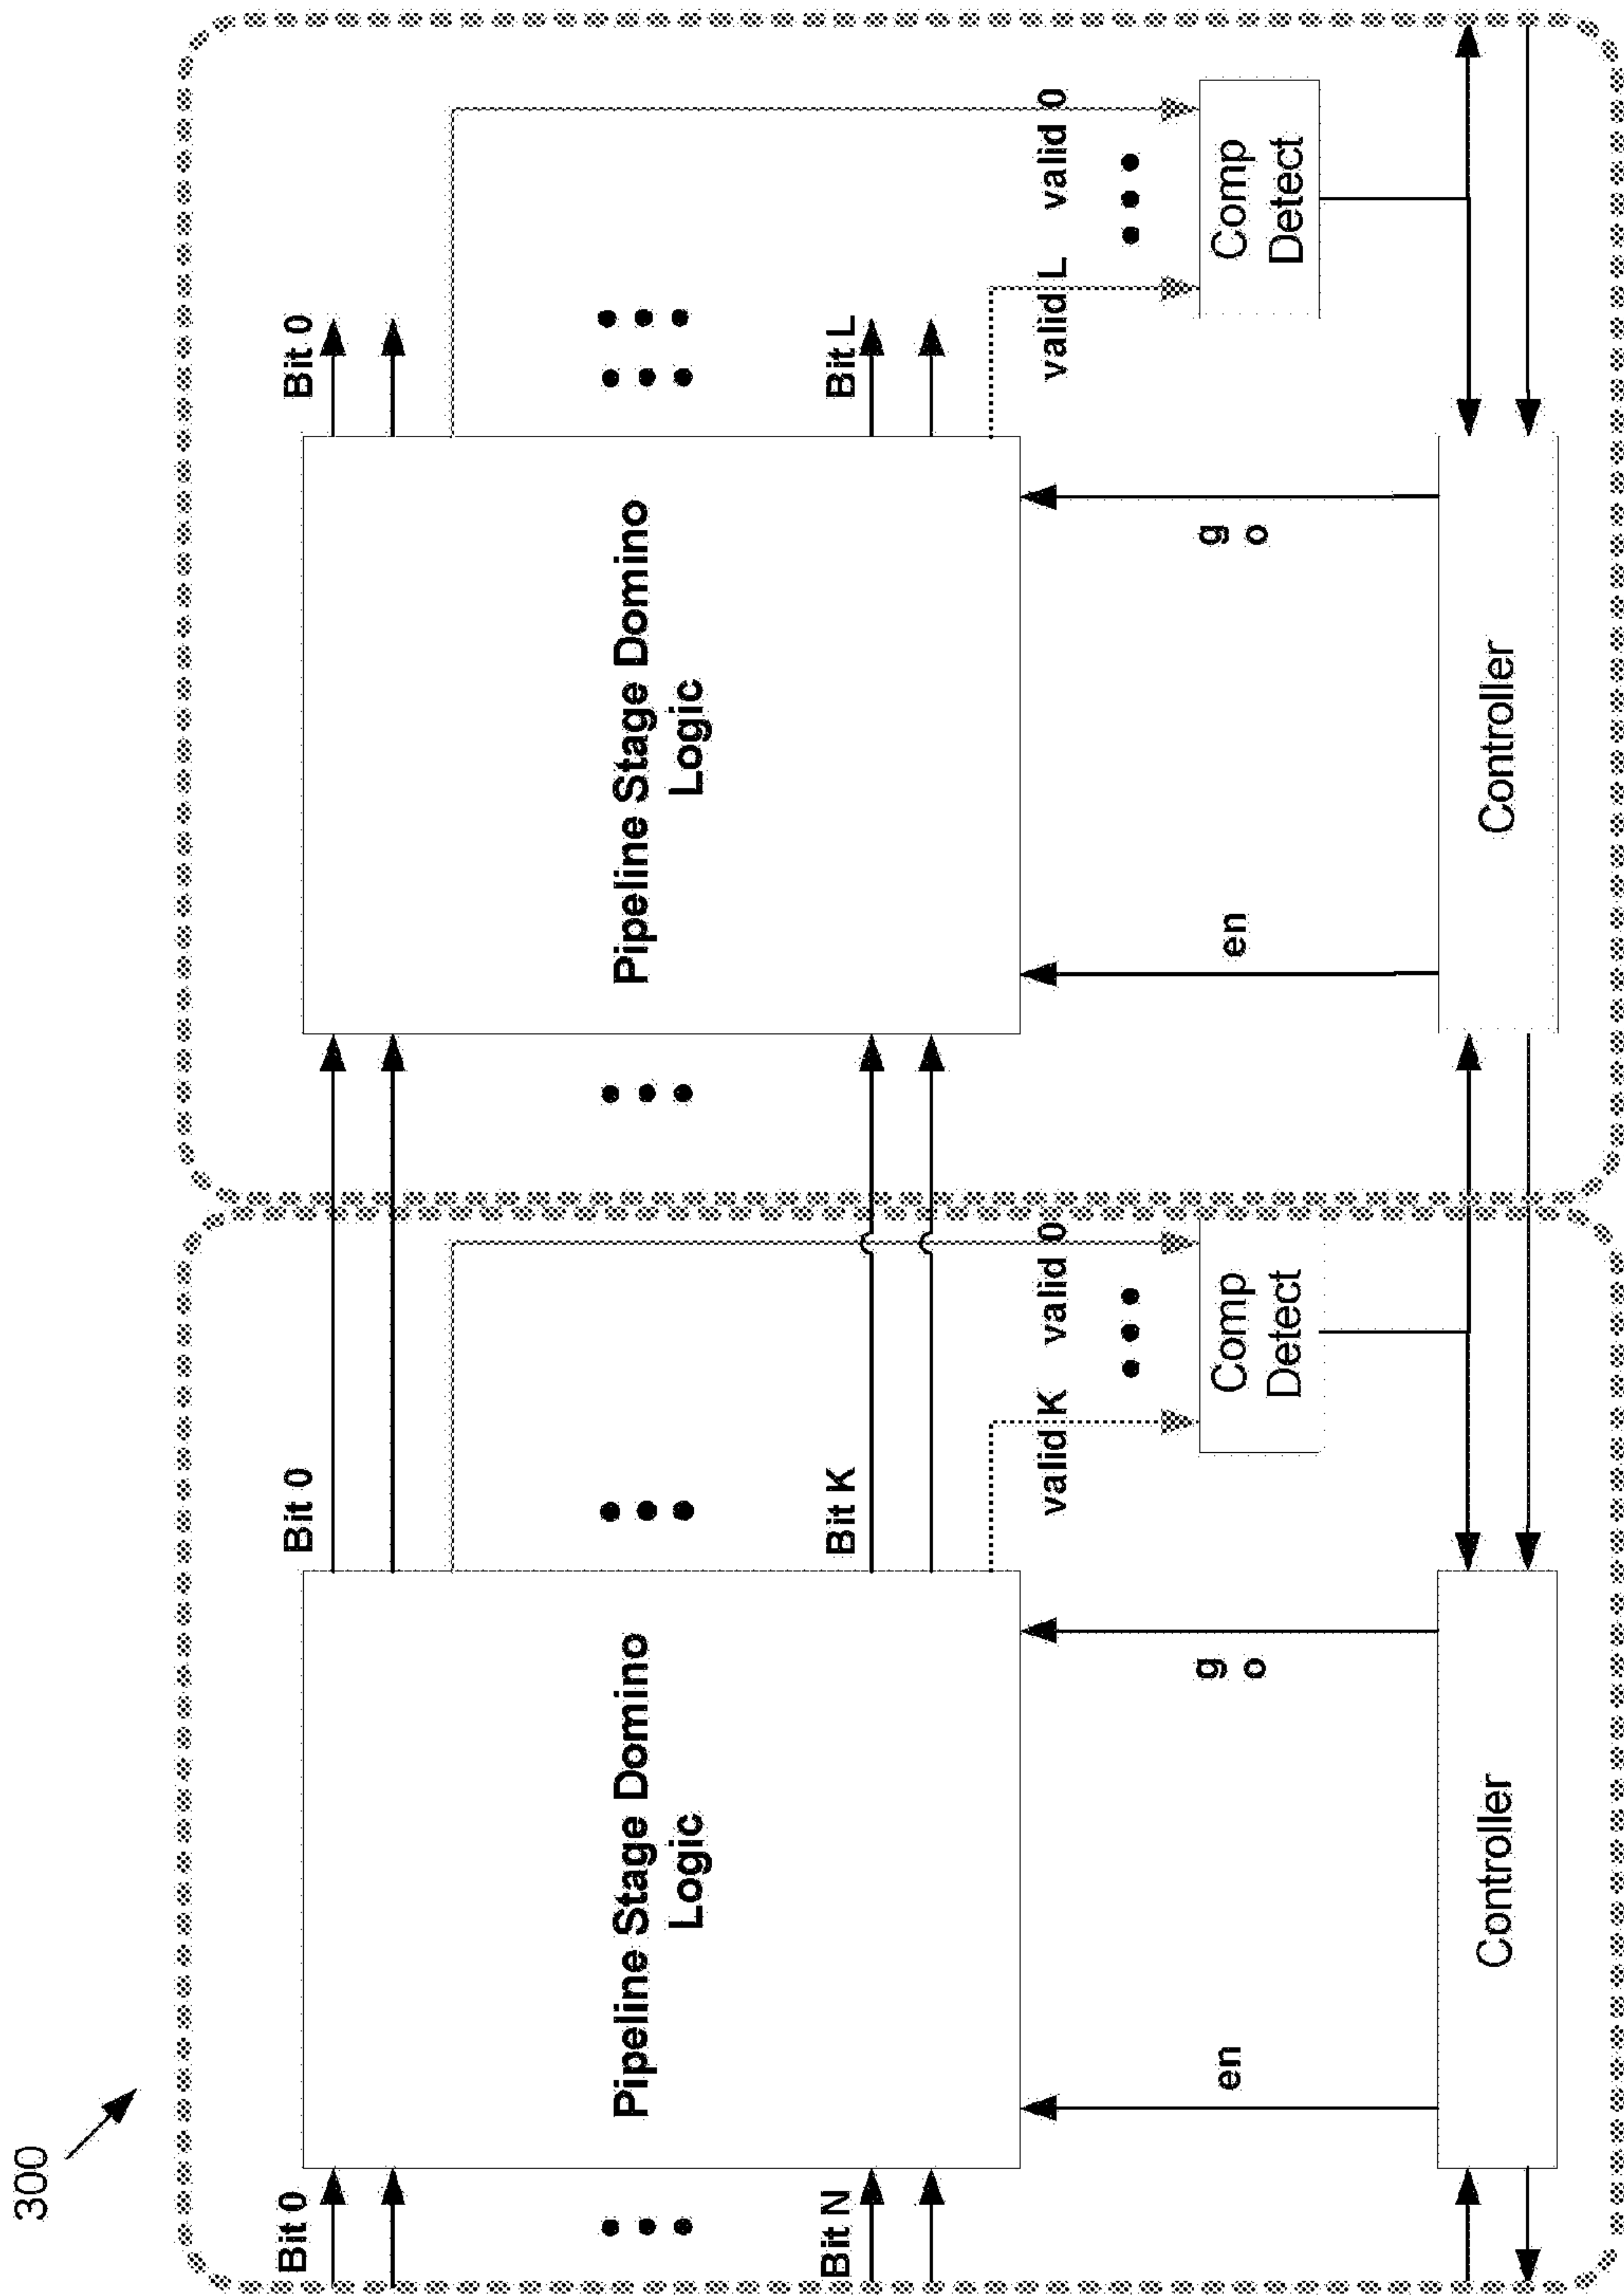 300
Bit 0
Bit N
Pipeline Stage Domino
Logic
en
g
o
Controller
Bit 0
Bit K
valid K
valid 0
Comp
Detect
Pipeline Stage Domino
Logic
en
g
o
Controller
Bit 0
Bit L
valid L
valid 0
Comp
Detect